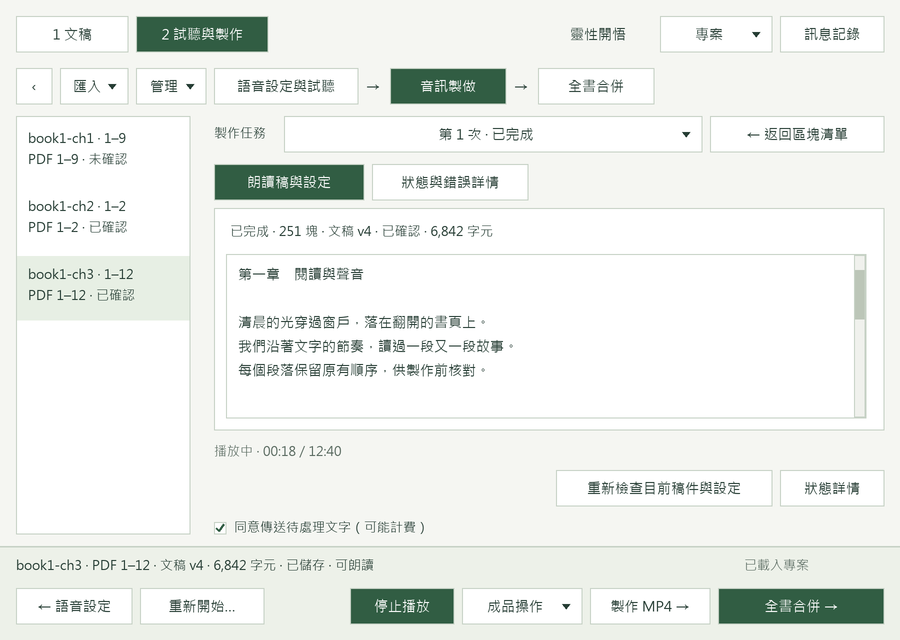 1 文稿
2 試聽與製作
靈性開悟
專案
訊息記錄
‹
匯入
管理
語音設定與試聽
→
音訊製做
→
全書合併
book1-ch1 · 1–9
PDF 1–9 · 未確認
book1-ch2 · 1–2
PDF 1–2 · 已確認
book1-ch3 · 1–12
PDF 1–12 · 已確認
製作任務
第 1 次 · 已完成
← 返回區塊清單
朗讀稿與設定
狀態與錯誤詳情
已完成 · 251 塊 · 文稿 v4 · 已確認 · 6,842 字元
第一章　閱讀與聲音
清晨的光穿過窗戶，落在翻開的書頁上。
我們沿著文字的節奏，讀過一段又一段故事。
每個段落保留原有順序，供製作前核對。
播放中 · 00:18 / 12:40
重新檢查目前稿件與設定
狀態詳情
同意傳送待處理文字（可能計費）
book1-ch3 · PDF 1–12 · 文稿 v4 · 6,842 字元 · 已儲存 · 可朗讀
已載入專案
← 語音設定
重新開始...
停止播放
成品操作
製作 MP4 →
全書合併 →